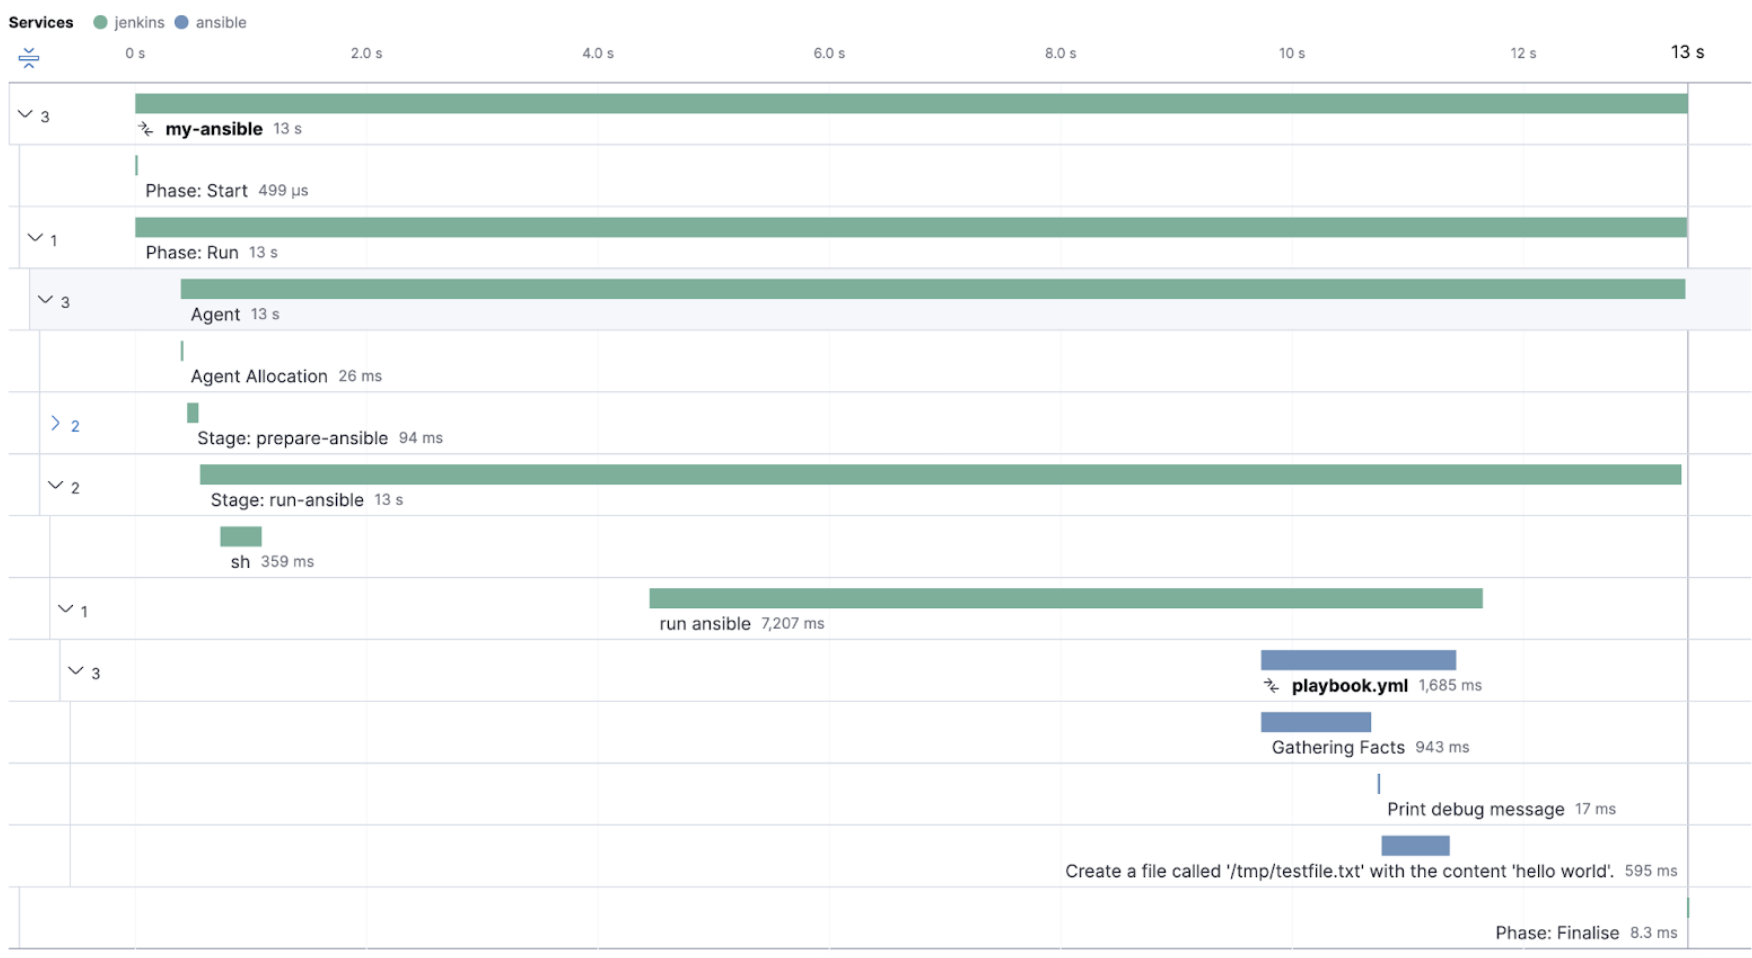 Services jenkins ansible
0 s 2.0 s 4.0 s 6.0 s 8.0 s 10 s 12 s 13 s
3
my-ansible 13 s
Phase: Start 499 μs
1
Phase: Run 13 s
3
Agent 13 s
Agent Allocation 26 ms
2
Stage: prepare-ansible 94 ms
2
Stage: run-ansible 13 s
sh 359 ms
1
run ansible 7,207 ms
3
playbook.yml 1,685 ms
Gathering Facts 943 ms
Print debug message 17 ms
Create a file called '/tmp/testfile.txt' with the content 'hello world'. 595 ms
Phase: Finalise 8.3 ms